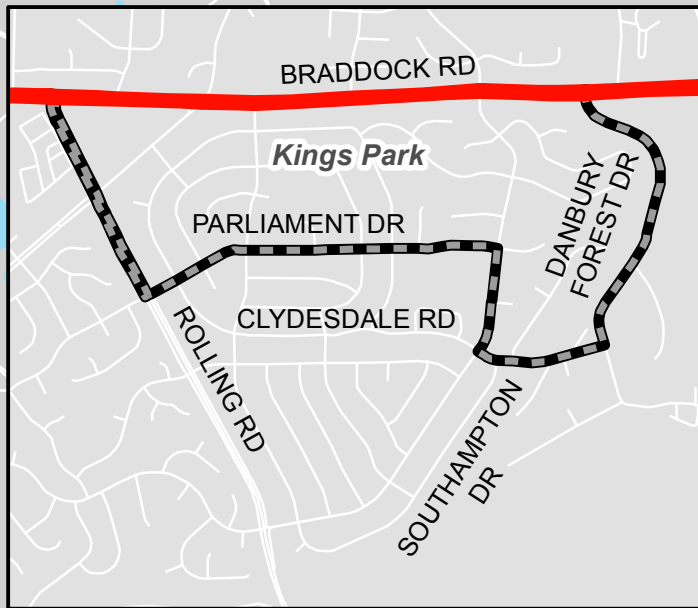 BRADDOCK RD
Kings Park
PARLIAMENT DR
DANBURY
FOREST DR
CLYDESDALE RD
ROLLING RD
SOUTHAMPTON
DR